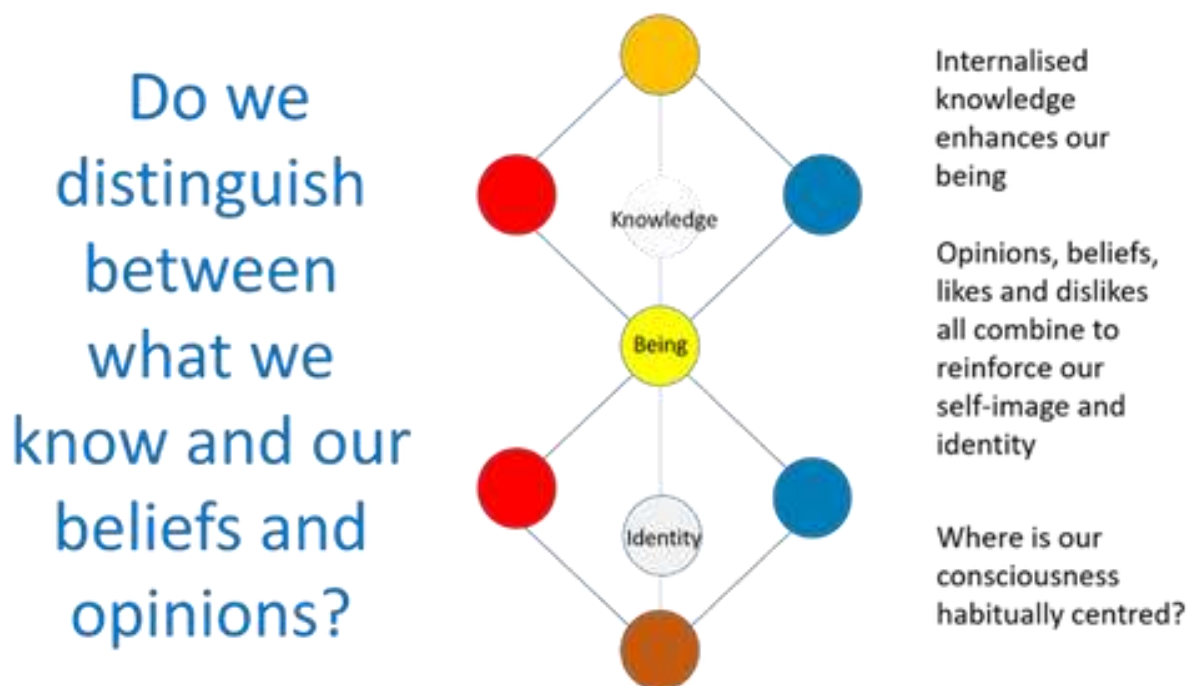 Do we
distinguish
between
what we
know and our
beliefs and
opinions?
Knowledge
Being
Identity
Internalised
knowledge
enhances our
being
Opinions, beliefs,
likes and dislikes
all combine to
reinforce our
self-image and
identity
Where is our
consciousness
habitually centred?